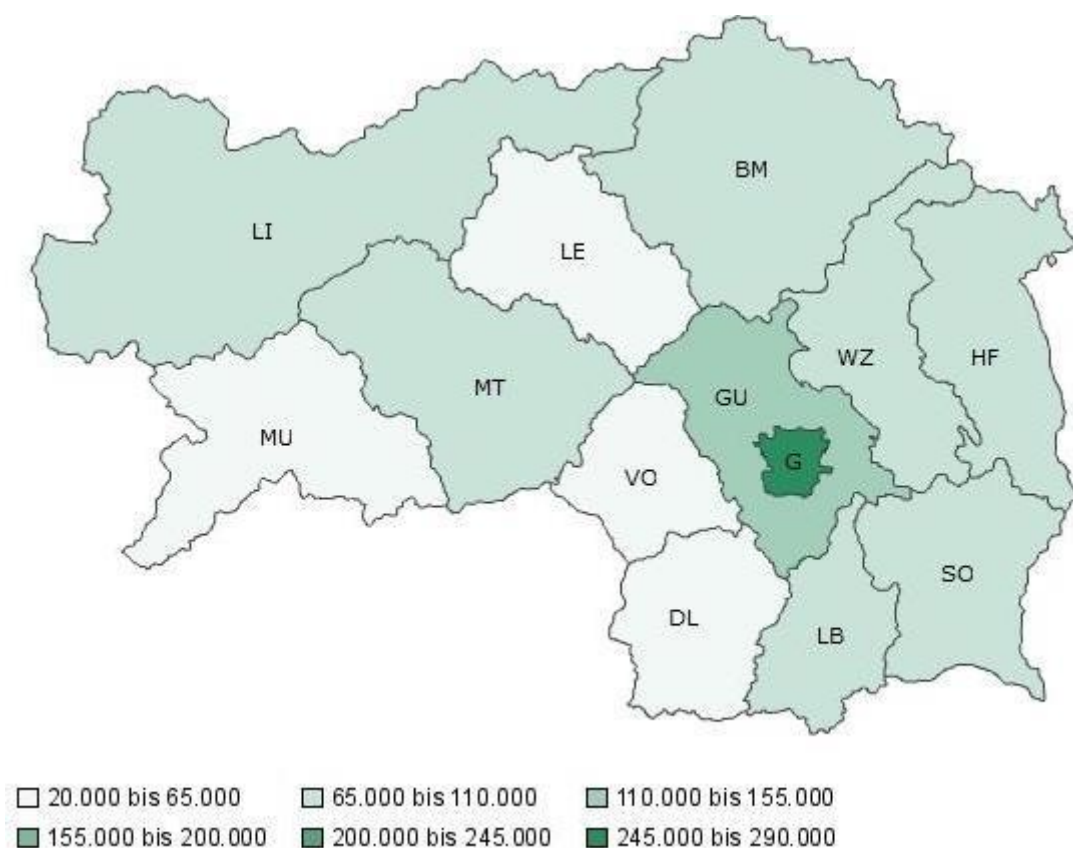 BM
LI
LE
WZ
HF
MT
GU
MU
G
VO
SO
DL
LB
20.000 bis 65.000
65.000 bis 110.000
110.000 bis 155.000
155.000 bis 200.000
200.000 bis 245.000
245.000 bis 290.000